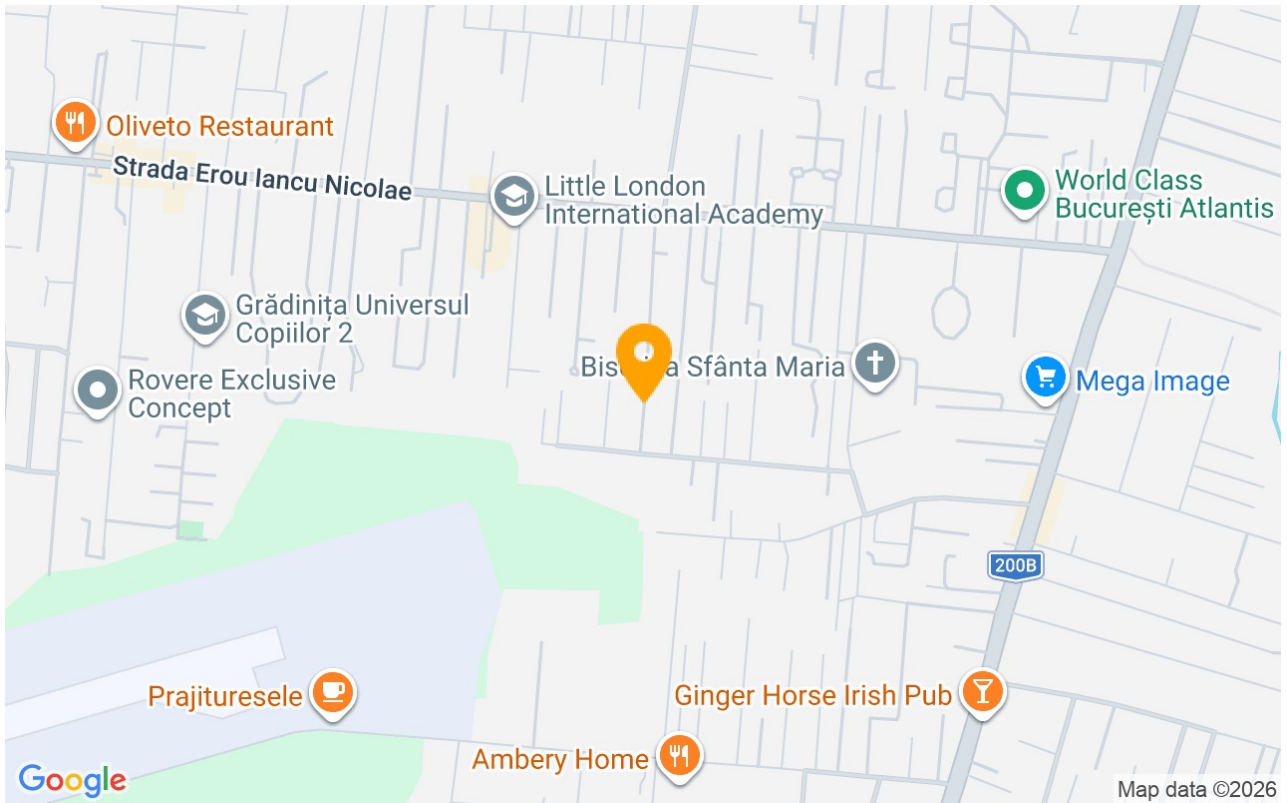 Oliveto Restaurant
Strada Erou Iancu Nicolae
Little London
International Academy
World Class
București Atlantis
Grădinița Universul
Copiilor 2
Rovere Exclusive
Concept
Sfânta Maria
Mega Image
200B
Prajituresele
Ginger Horse Irish Pub
Ambery Home
Google
Map data ©2026